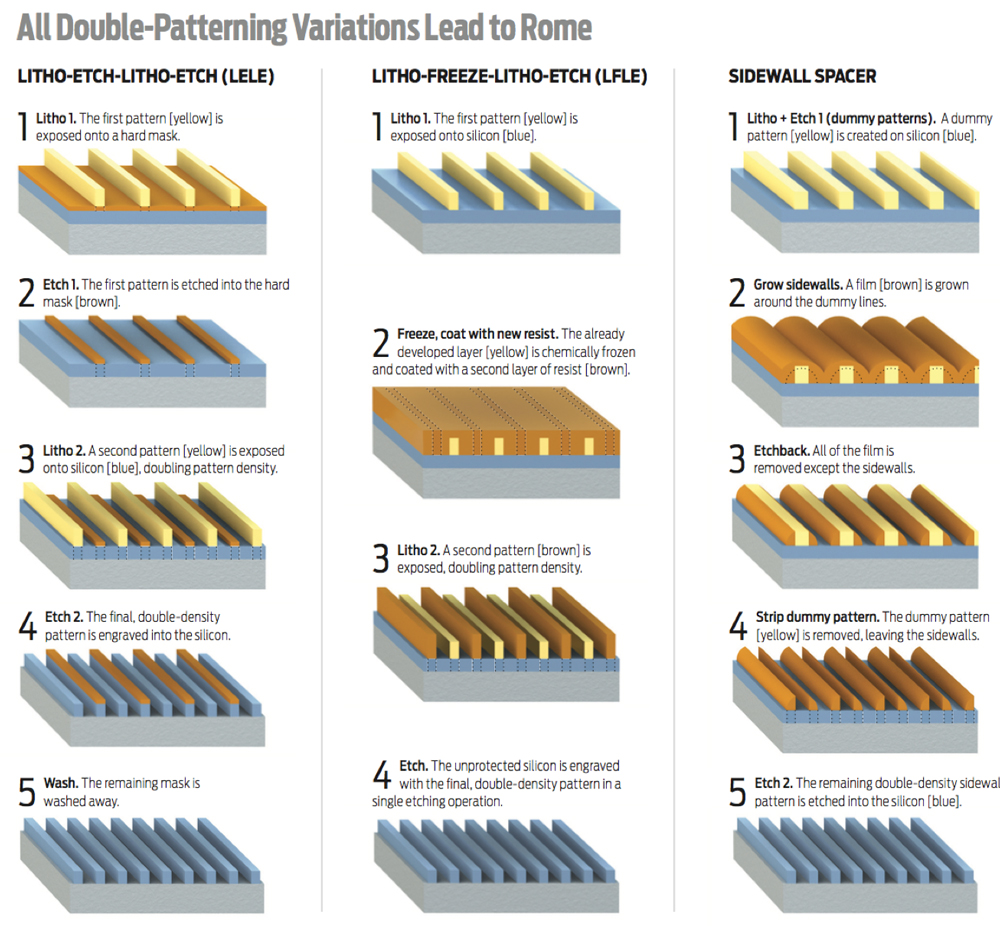 All Double-Patterning Variations Lead to Rome
LITHO-ETCH-LITHO-ETCH (LELE)
1 Litho 1. The first pattern [yellow] is
exposed onto a hard mask.
2 Etch 1. The first pattern is etched into the hard
mask [brown].
3 Litho 2. A second pattern [yellow] is exposed
onto silicon [blue], doubling pattern density.
4 Etch 2. The final, double-density
pattern is engraved into the silicon.
5 Wash. The remaining mask is
washed away.
LITHO-FREEZE-LITHO-ETCH (LFLE)
1 Litho 1. The first pattern [yellow] is
exposed onto silicon [blue].
2 Freeze, coat with new resist. The already
developed layer [yellow] is chemically frozen
and coated with a second layer of resist [brown].
3 Litho 2. A second pattern [brown] is
exposed, doubling pattern density.
4 Etch. The unprotected silicon is engraved
with the final, double-density pattern in a
single etching operation.
SIDEWALL SPACER
1 Litho + Etch 1 (dummy patterns). A dummy
pattern [yellow] is created on silicon [blue].
2 Grow sidewalls. A film [brown] is grown
around the dummy lines.
3 Etchback. All of the film is
removed except the sidewalls.
4 Strip dummy pattern. The dummy pattern
[yellow] is removed, leaving the sidewalls.
5 Etch 2. The remaining double-density sidewal
pattern is etched into the silicon [blue].